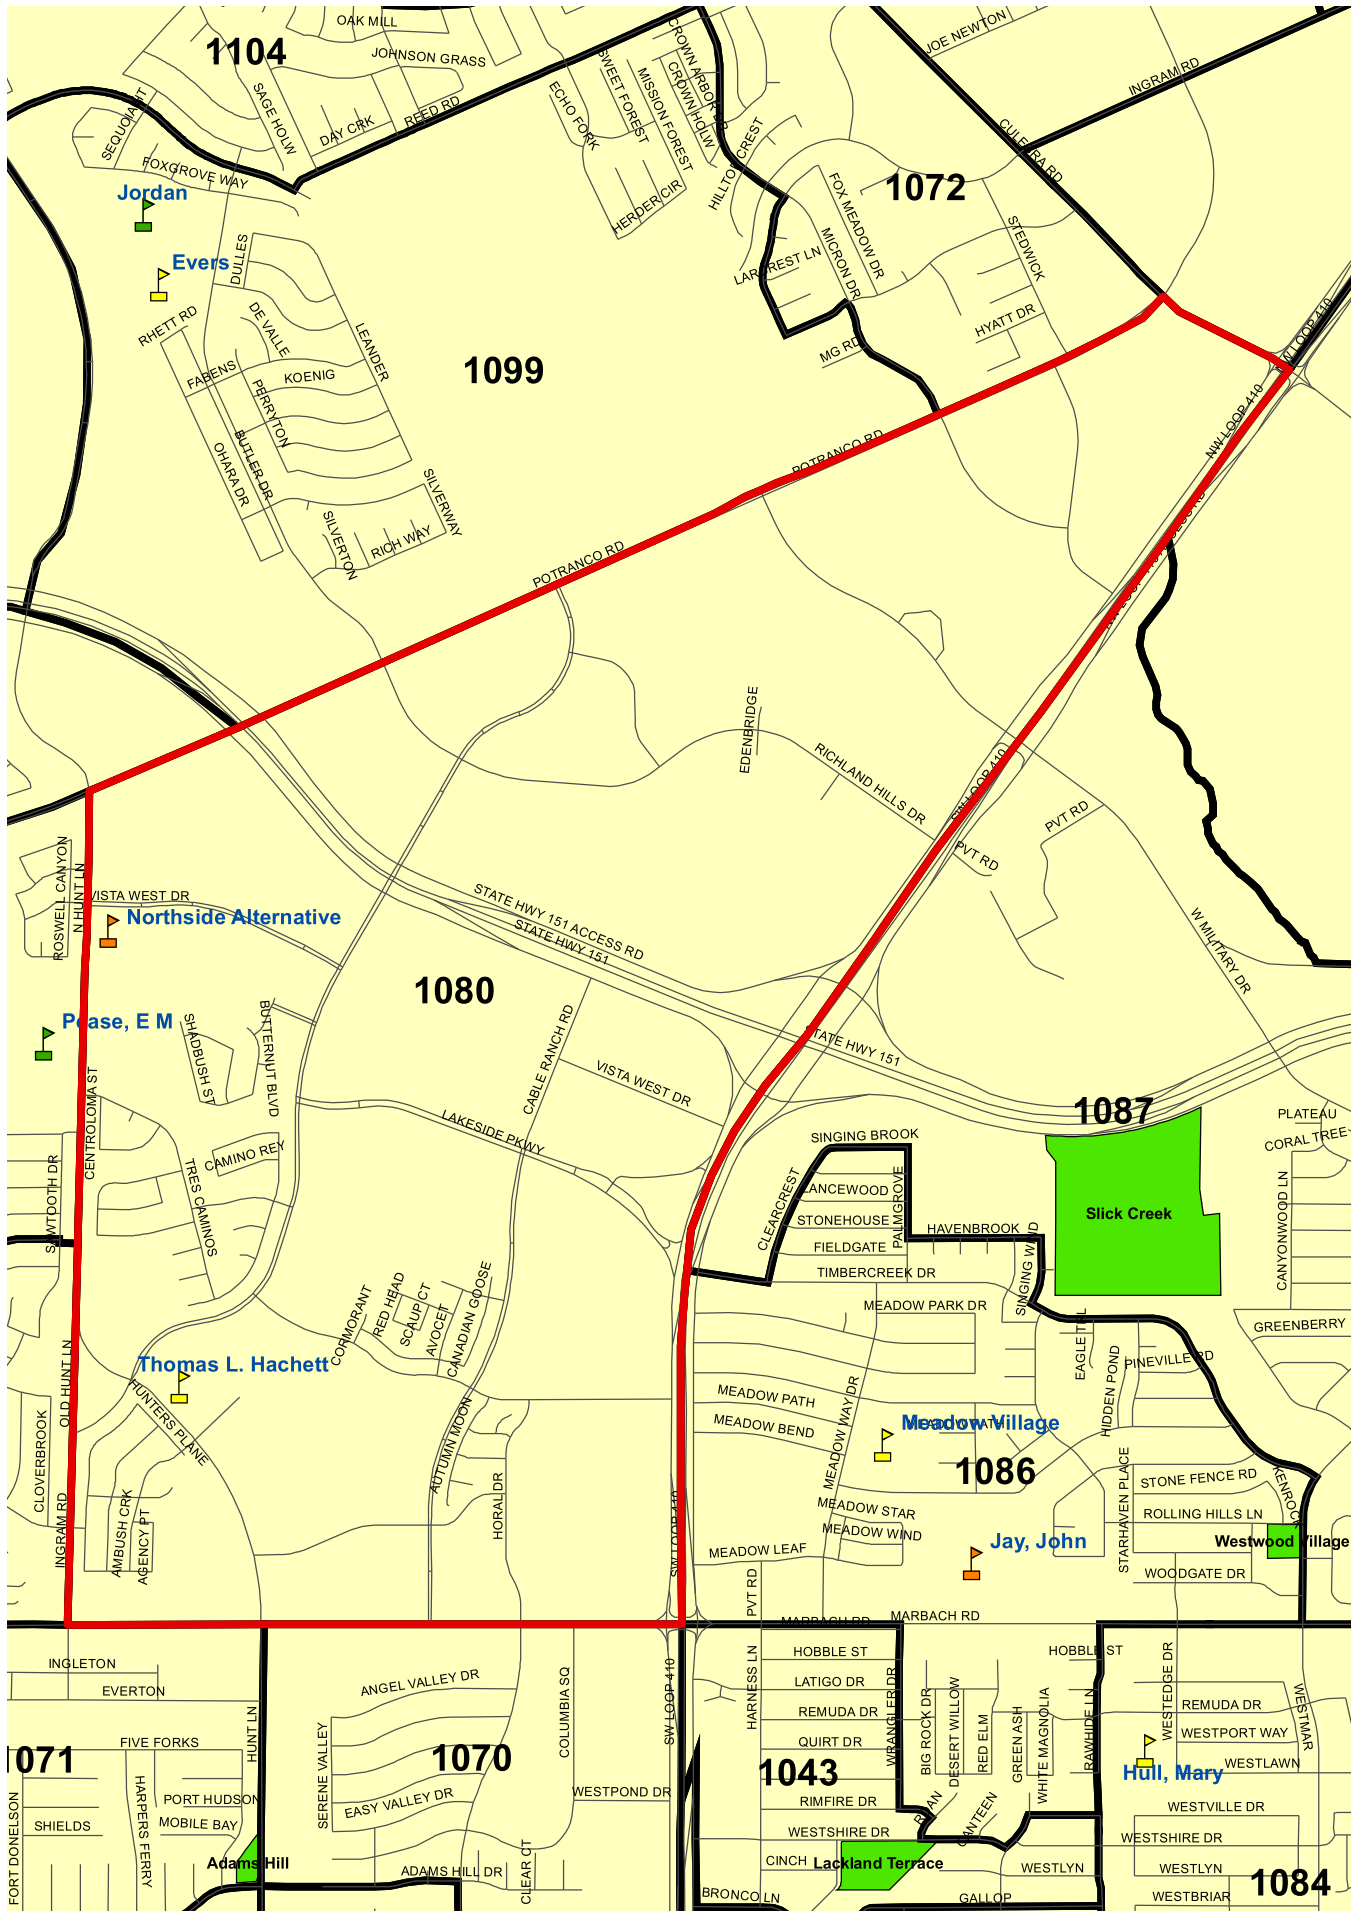 OAK MILL
1104
JOHNSON GRASS
SAGE HOLW
DAY CRK
REED RD
SEQUOIA HT
FOXGROVE WAY
ECHO FORK
SWEET FOREST
MISSION FOREST
CROWN HOLW
HERDER CIR
JOE NEWTON
INGRAM RD
CULEBRA RD
1072
Jordan
Evers
DULLES
FOX MEADOW DR
MICRON DR
STEDWICK
HYATT DR
MG RD
NW LOOP 410
RHETT RD
DE VALLE
LEANDER
FABENS
KOENIG
PERRYTON
BUTLER DR
OHARA DR
1099
SILVERWAY
SILVERTON
RICH WAY
POTRANCO RD
POTRANCO RD
NW LOOP 410
EDENBRIDGE
RICHLAND HILLS DR
SW LOOP 410
PVT RD
PVT RD
W MILITARY DR
ROSWELL CANYON
N HUNT LN
VISTA WEST DR
Northside Alternative
STATE HWY 151 ACCESS RD
STATE HWY 151
1080
Pease, E M
SHADBUSH ST
BUTTERNUT BLVD
CABLE RANCH RD
VISTA WEST DR
STATE HWY 151
CENTROLOMA ST
LAKESIDE PKWY
1087
Slick Creek
PLATEAU
CORAL TREE
CANYONWOOD LN
GREENBERRY
SINGING BROOK
CLEARCREST
LANCEWOOD
STONEHOUSE
PALMGROVE
HAVENBROOK
FIELDGATE
TIMBERCREEK DR
SINGING WIND
SAWTOOTH DR
CAMINO REY
TRES CAMINOS
MEADOW PARK DR
EAGLE TRL
PINEVILLE RD
HIDDEN POND
CORMORANT
RED HEAD
SCAUP CT
AVOCET
CANADIAN GOOSE
OLD HUNT LN
Thomas L. Hachett
HUNTERS PLANE
MEADOW PATH
MEADOW BEND
MEADOW WAY DR
Meadow Village
MEADOW PATH
1086
CLOVERBROOK
INGRAM RD
AMBUSH CRK
AGENCY PT
AUTUMN MOON
HORAL DR
SW LOOP 410
MEADOW STAR
MEADOW WIND
MEADOW LEAF
Jay, John
STARHAVEN PLACE
STONE FENCE RD
KENROCK
ROLLING HILLS LN
Westwood Village
WOODGATE DR
PVT RD
MARBACH RD
MARBACH RD
INGLETON
EVERTON
HUNT LN
FIVE FORKS
1071
HARPERS FERRY
PORT HUDSON
MOBILE BAY
SHIELDS
FORT DONELSON
Adams Hill
ANGEL VALLEY DR
SERENE VALLEY
EASY VALLEY DR
1070
COLUMBIA SQ
WESTPOND DR
ADAMS HILL DR
CLEAR CT
SW LOOP 410
HARNESS LN
HOBBLE ST
LATIGO DR
REMUDA DR
QUIRT DR
1043
RIMFIRE DR
WESTSHIRE DR
CINCH
BRONCO LN
Lackland Terrace
WRANGLER DR
BIG ROCK DR
DESERT WILLOW
RED ELM
GREEN ASH
WHITE MAGNOLIA
HOBBLE ST
RAWHIDE LN
CANTEEN
WESTLYN
GALLOP
WESTEDGE DR
REMUDA DR
WESTPORT WAY
WESTLAWN
WESTMAR
Hull, Mary
WESTVILLE DR
WESTSHIRE DR
WESTLYN
WESTBRIAR
1084